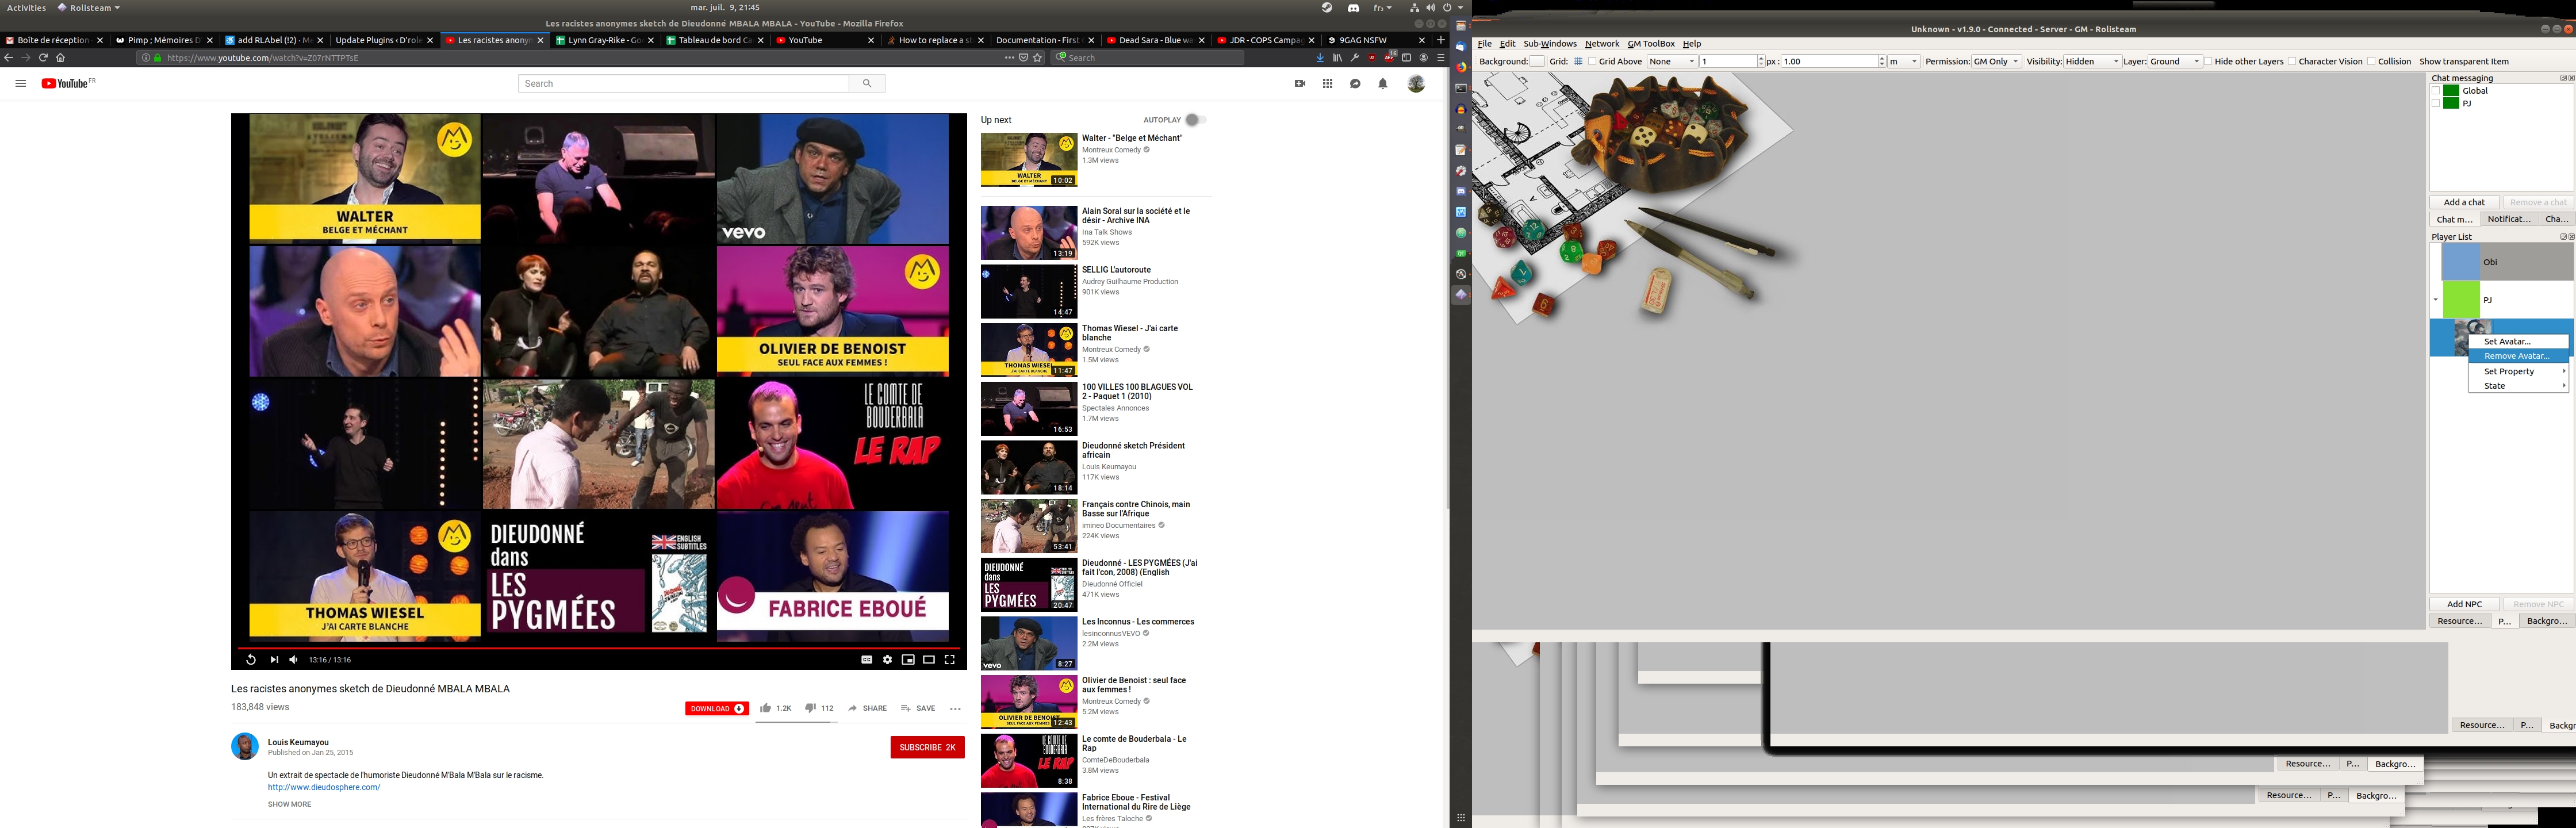 Activities
Rolisteam
mar. juil. 9, 21:45
Les racistes anonymes sketch de Dieudonné MBALA MBALA - YouTube - Mozilla Firefox
Boîte de réception
Pimp ; Mémoires D'
add RLAbel (!2) · M
Update Plugins ‹ D'role
Les racistes anonym
Lynn Gray-Rike - Go
Tableau de bord Ca
YouTube
How to replace a st
Documentation - First
Dead Sara - Blue wa
JDR - COPS Campag
9GAG NSFW
https://www.youtube.com/watch?v=Z07rNTTPTsE
Search
YouTube FR
Search
WALTER
BELGE ET MÉCHANT
vevo
OLIVIER DE BENOIST
SEUL FACE AUX FEMMES !
LE COMTE DE
BOUDERBALA
LE RAP
THOMAS WIESEL
J'AI CARTE BLANCHE
DIEUDONNÉ
dans
LES
PYGMÉES
ENGLISH
SUBTITLES
FABRICE EBOUÉ
13:16 / 13:16
Les racistes anonymes sketch de Dieudonné MBALA MBALA
183,848 views
DOWNLOAD
1.2K
112
SHARE
SAVE
Louis Keumayou
Published on Jan 25, 2015
SUBSCRIBE 2K
Un extrait de spectacle de l'humoriste Dieudonné M'Bala M'Bala sur le racisme.
http://www.dieudosphere.com/
SHOW MORE
Up next
AUTOPLAY
Walter - "Belge et Méchant"
Montreux Comedy
1.3M views
10:02
Alain Soral sur la société et le
désir - Archive INA
Ina Talk Shows
592K views
13:19
SELLIG L'autoroute
Audrey Guilhaume Production
901K views
14:47
Thomas Wiesel - J'ai carte
blanche
Montreux Comedy
1.5M views
11:47
100 VILLES 100 BLAGUES VOL
2 - Paquet 1 (2010)
Spectales Annonces
1.7M views
16:53
Dieudonné sketch Président
africain
Louis Keumayou
117K views
18:14
Français contre Chinois, main
Basse sur l'Afrique
imineo Documentaires
224K views
53:41
Dieudonné - LES PYGMÉES (J'ai
fait l'con, 2008) (English
Dieudonné Officiel
471K views
20:47
Les Inconnus - Les commerces
lesinconnusVEVO
2.2M views
8:27
Olivier de Benoist : seul face
aux femmes !
Montreux Comedy
5.2M views
12:43
Le comte de Bouderbala - Le
Rap
ComteDeBouderbala
3.8M views
8:38
Fabrice Eboue - Festival
International du Rire de Liège
Les frères Taloche
Unknown - v1.9.0 - Connected - Server - GM - Rolisteam
File Edit Sub-Windows Network GM ToolBox Help
Background: Grid: Grid Above None 1 px : 1.00 m Permission: GM Only Visibility: Hidden Layer: Ground Hide other Layers Character Vision Collision Show transparent Item
Chat messaging
Global
PJ
Add a chat
Remove a chat
Chat m...
Notificat...
Cha...
Player List
Obi
PJ
Set Avatar...
Remove Avatar...
Set Property
State
Add NPC
Remove NPC
Resource...
P...
Backgro...
Resource...
P...
Backgr
Resource...
P...
Backgro...
Resource...
P...
Backgro...